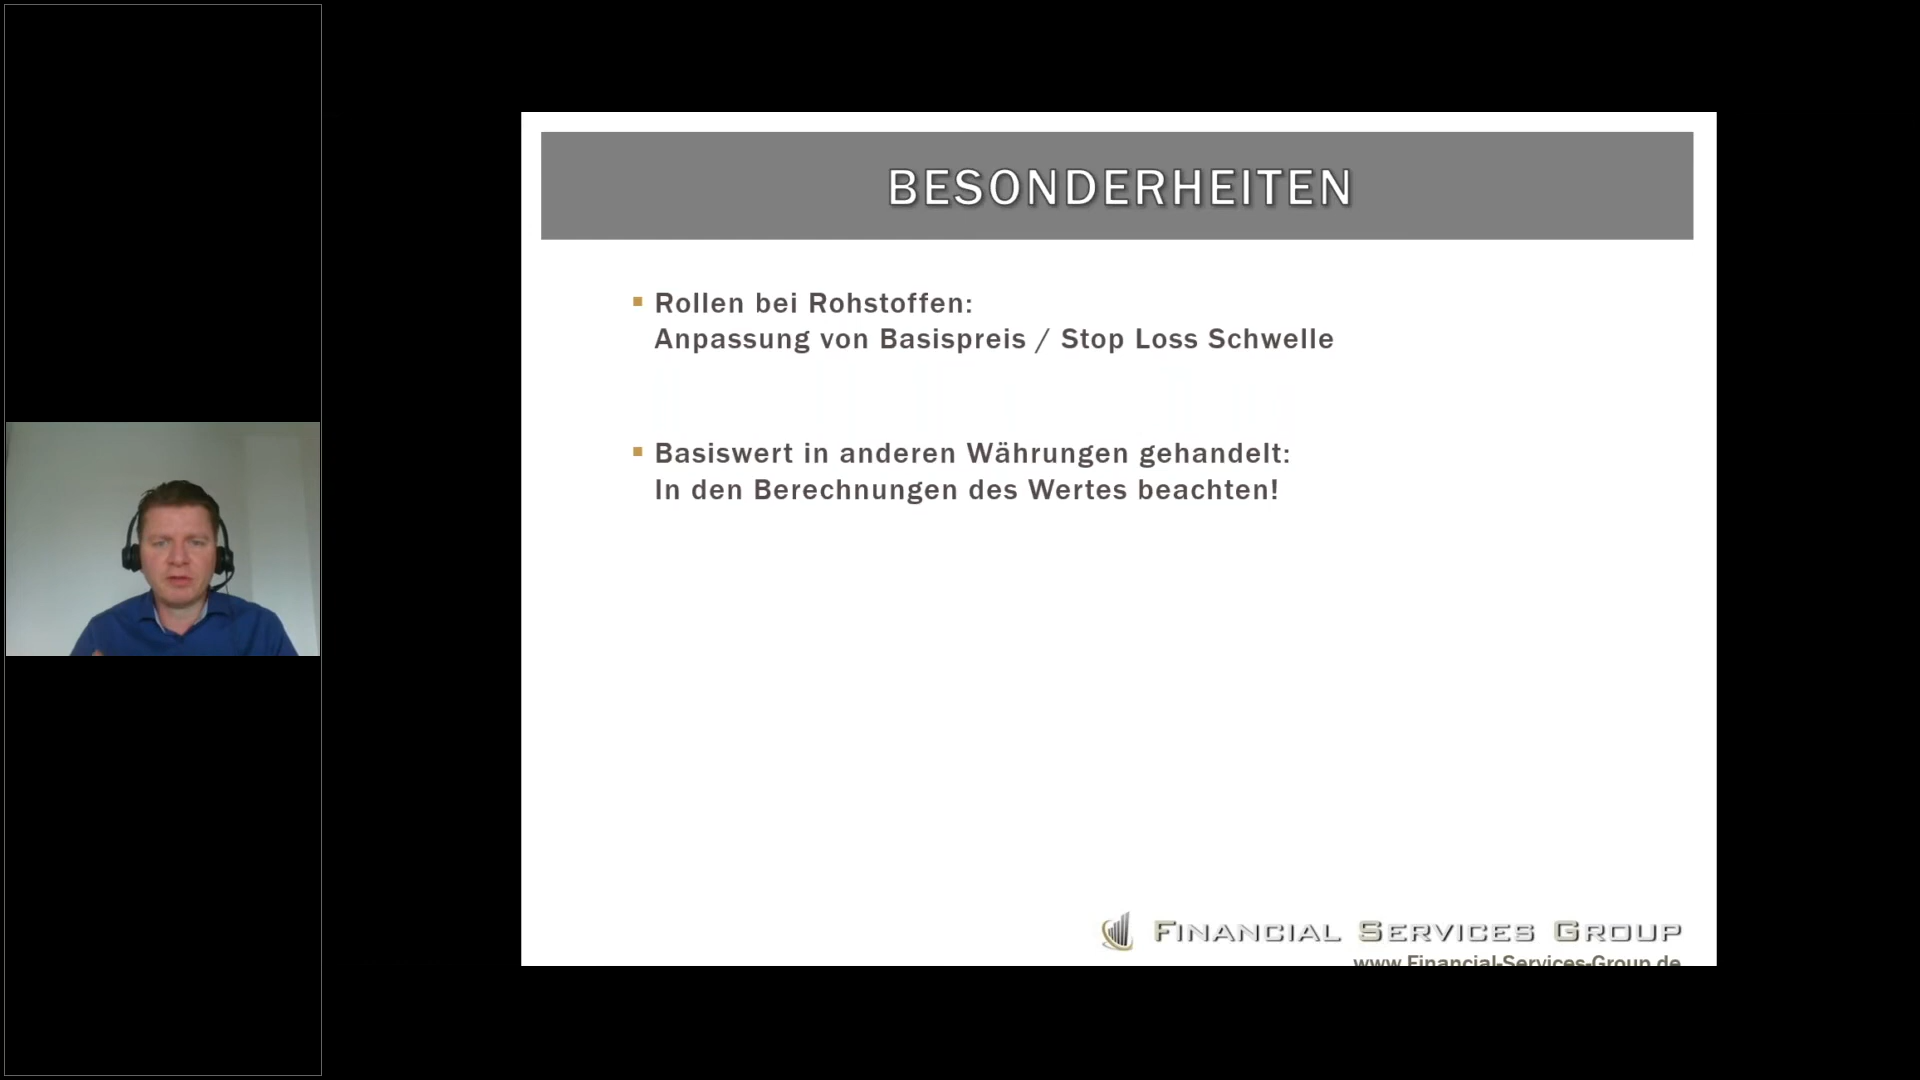 BESONDERHEITEN
Rollen bei Rohstoffen:
Anpassung von Basispreis / Stop Loss Schwelle
Basiswert in anderen Währungen gehandelt:
In den Berechnungen des Wertes beachten!
FINANCIAL SERVICES GROUP
www.Financial-Services-Group.de